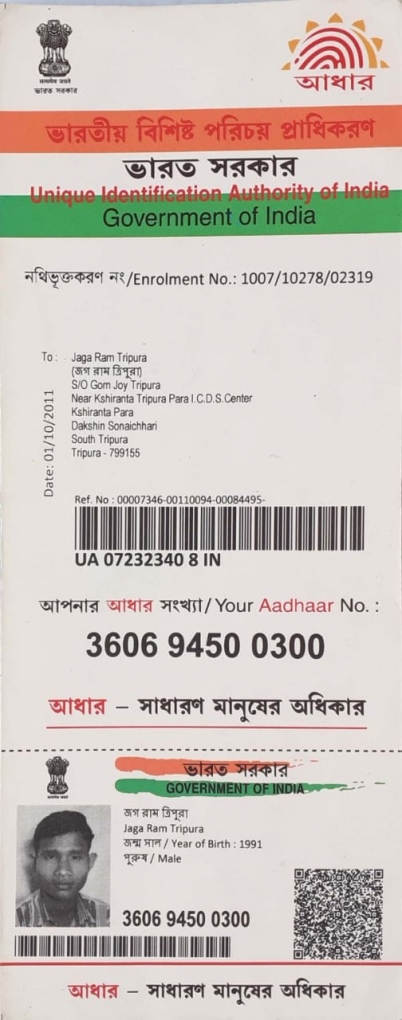 भारत सरकार
ভারত সরকার
আধাৰ
ভাৰতীয় বিশিষ্ট পরিচয় প্রাধিকরণ
ভারত সরকার
Unique Identification Authority of India
Government of India
নথিভূক্তকরণ নং/Enrolment No.: 1007/10278/02319
Date: 01/10/2011
To : Jaga Ram Tripura
(জগ রাম ত্রিপুরা)
S/O Gom Joy Tripura
Near Kshiranta Tripura Para I.C.D.S.Center
Kshiranta Para
Dakshin Sonaichhari
South Tripura
Tripura - 799155
Ref. No : 00007346-00110094-00084495-
UA 07232340 8 IN
আপনার আধার সংখ্যা/ Your Aadhaar No. :
3606 9450 0300
আধার – সাধারণ মানুষের অধিকার
ভারত সরকার
GOVERNMENT OF INDIA
জগ রাম ত্রিপুরা
Jaga Ram Tripura
জন্ম সাল / Year of Birth : 1991
পুরুষ / Male
3606 9450 0300
আধার – সাধারণ মানুষের অধিকার